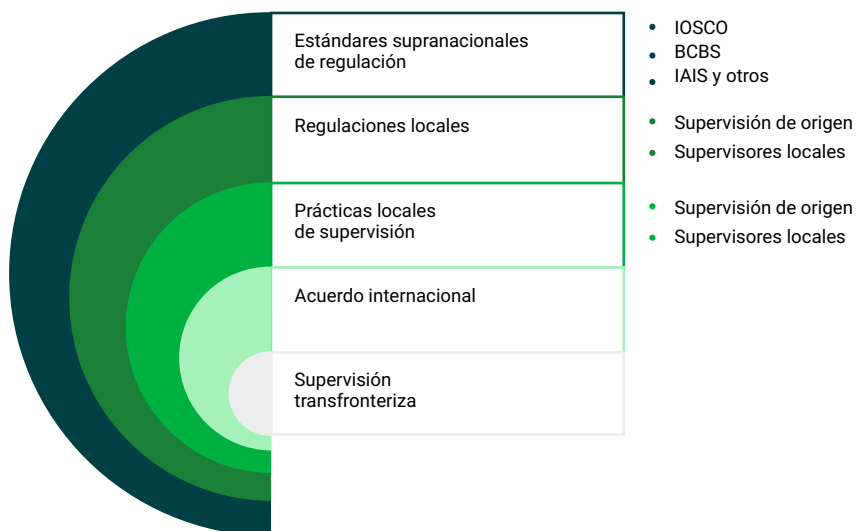 Estándares supranacionales
de regulación
• IOSCO
• BCBS
• IAIS y otros
Regulaciones locales
• Supervisión de origen
• Supervisores locales
Prácticas locales
de supervisión
• Supervisión de origen
• Supervisores locales
Acuerdo internacional
Supervisión
transfronteriza